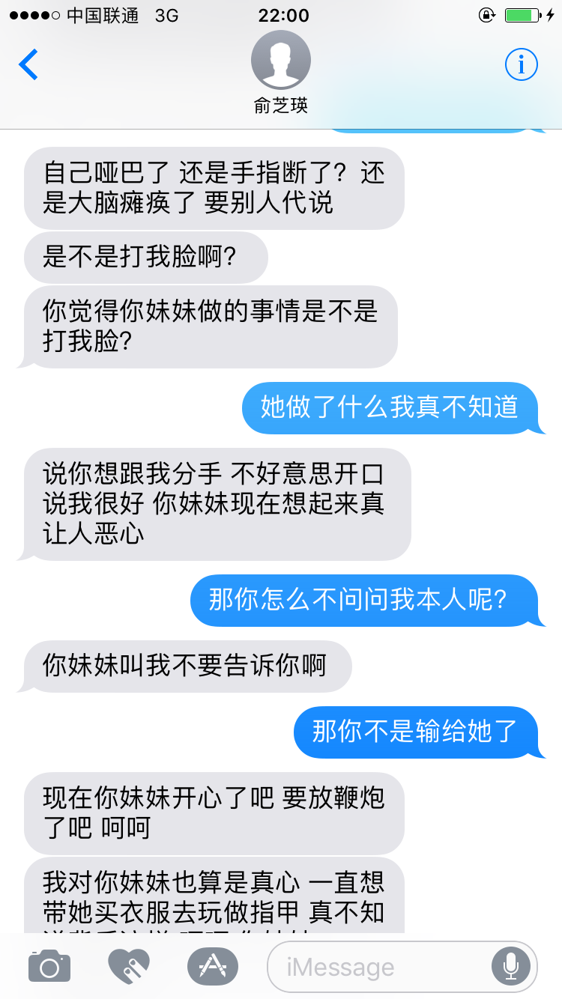 中国联通 3G 22:00
俞芝瑛
自己哑巴了 还是手指断了？还
是大脑瘫痪了 要别人代说
是不是打我脸啊？
你觉得你妹妹做的事情是不是
打我脸？
她做了什么我真不知道
说你想跟我分手 不好意思开口
说我很好 你妹妹现在想起来真
让人恶心
那你怎么不问问我本人呢？
你妹妹叫我不要告诉你啊
那你不是输给她了
现在你妹妹开心了吧 要放鞭炮
了吧 呵呵
我对你妹妹也算是真心 一直想
带她买衣服去玩做指甲 真不知
iMessage